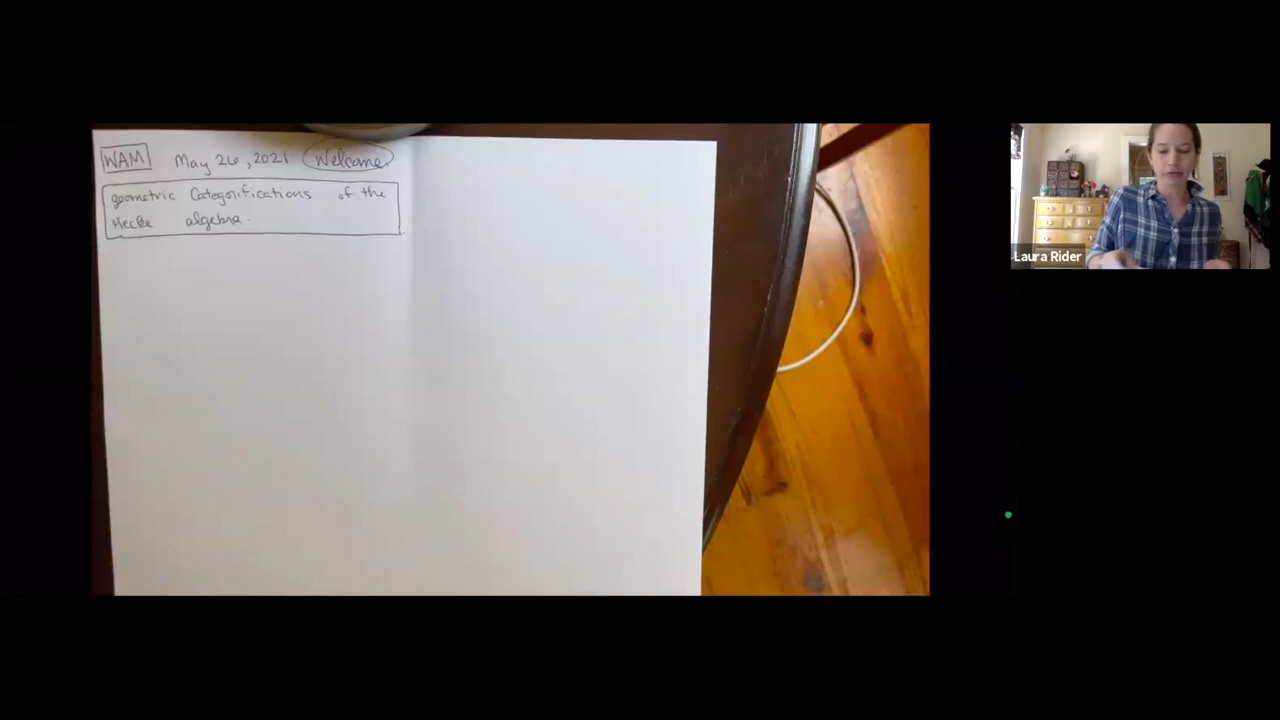 WAM May 26, 2021 Welcome
geometric Categorifications of the
Hecke algebra.
Laura Rider